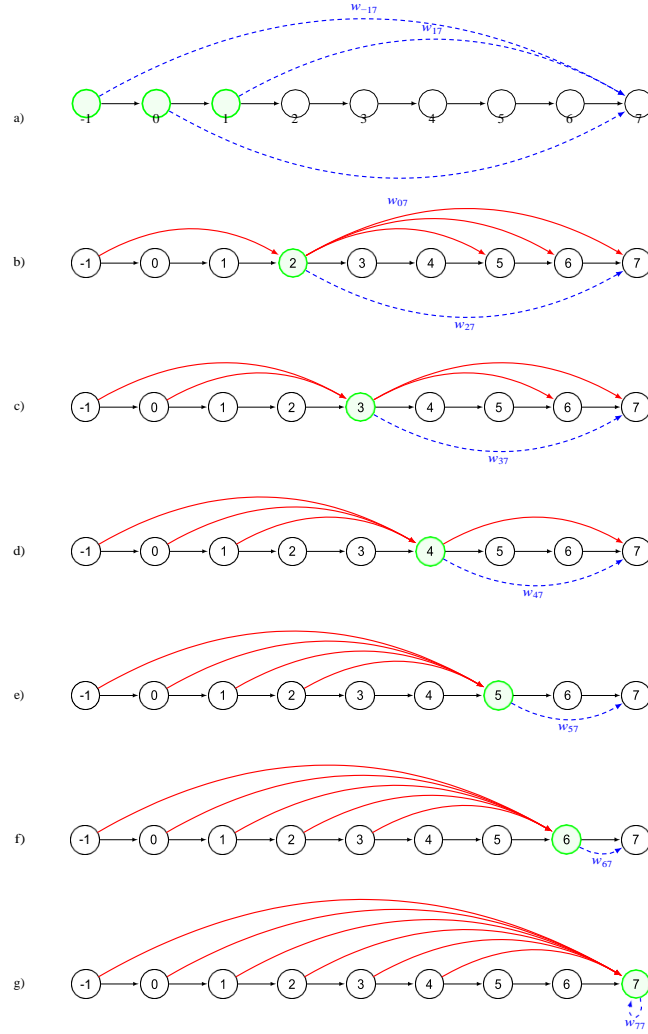 w₋₁₇
w₁₇
a) -1 0 1 2 3 4 5 6 7
w₀₇
b) -1 0 1 2 3 4 5 6 7
w₂₇
c) -1 0 1 2 3 4 5 6 7
w₃₇
d) -1 0 1 2 3 4 5 6 7
w₄₇
e) -1 0 1 2 3 4 5 6 7
w₅₇
f) -1 0 1 2 3 4 5 6 7
w₆₇
g) -1 0 1 2 3 4 5 6 7
w₇₇